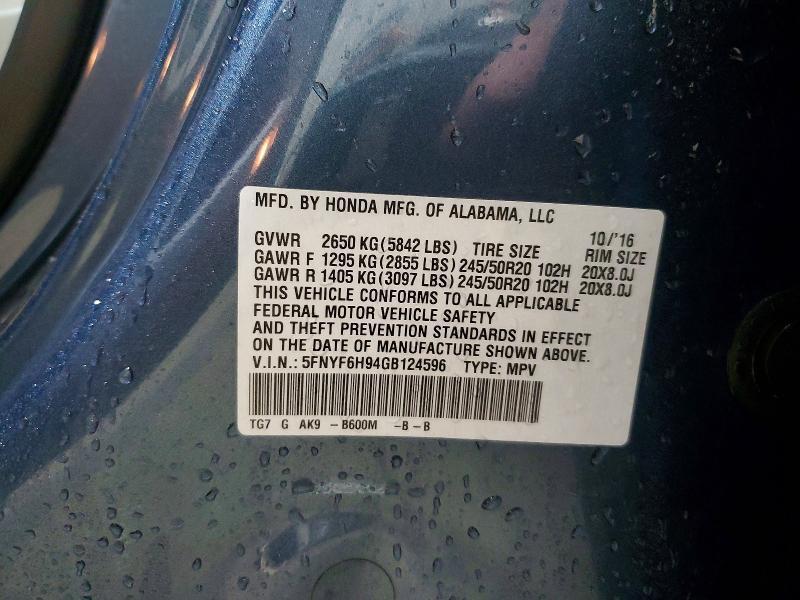 MFD. BY HONDA MFG. OF ALABAMA, LLC
10/'16
GVWR 2650 KG(5842 LBS) TIRE SIZE RIM SIZE
GAWR F 1295 KG(2855 LBS)245/50R20 102H 20X8.0J
GAWR R 1405 KG(3097 LBS)245/50R20 102H 20X8.0J
THIS VEHICLE CONFORMS TO ALL APPLICABLE
FEDERAL MOTOR VEHICLE SAFETY
AND THEFT PREVENTION STANDARDS IN EFFECT
ON THE DATE OF MANUFACTURE SHOWN ABOVE.
V.I.N.: 5FNYF6H94GB124596 TYPE: MPV
TG7 G AK9 -B600M -B-B